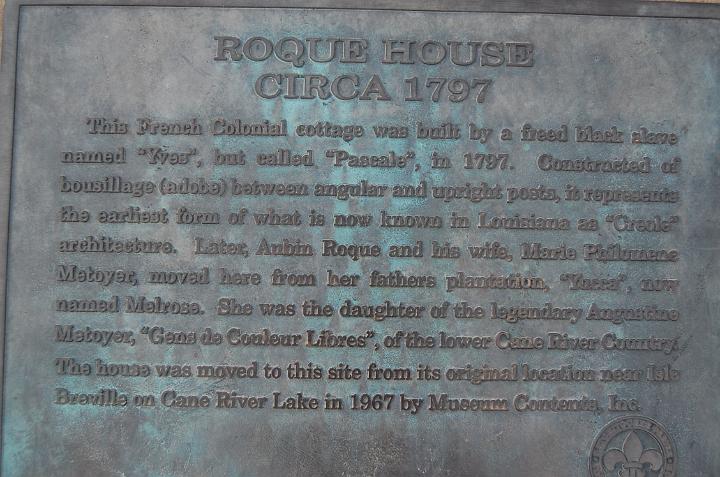 ROQUE HOUSE
CIRCA 1797
This French Colonial cottage was built by a freed black slave
named "Yves", but called "Pascale", in 1797. Constructed of
bousillage (adobe) between angular and upright posts, it represents
the earliest form of what is now known in Louisiana as "Creole"
architecture. Later, Aubin Roque and his wife, Marie Philomene
Metoyer, moved here from her fathers plantation, "Yucca", now
named Melrose. She was the daughter of the legendary Augustine
Metoyer, "Gens de Couleur Libres", of the lower Cane River Country.
The house was moved to this site from its original location near Isle
Breville on Cane River Lake in 1967 by Museum Contents, Inc.